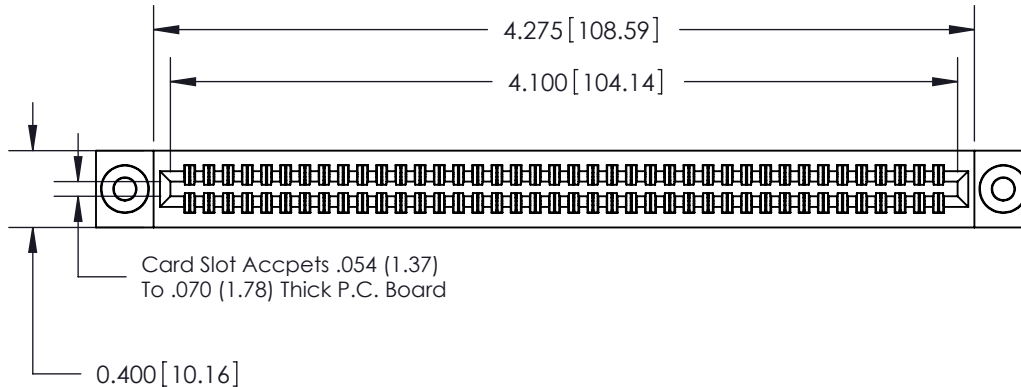 4.275[108.59]
4.100[104.14]
Card Slot Accpets .054 (1.37)
To .070 (1.78) Thick P.C. Board
0.400[10.16]